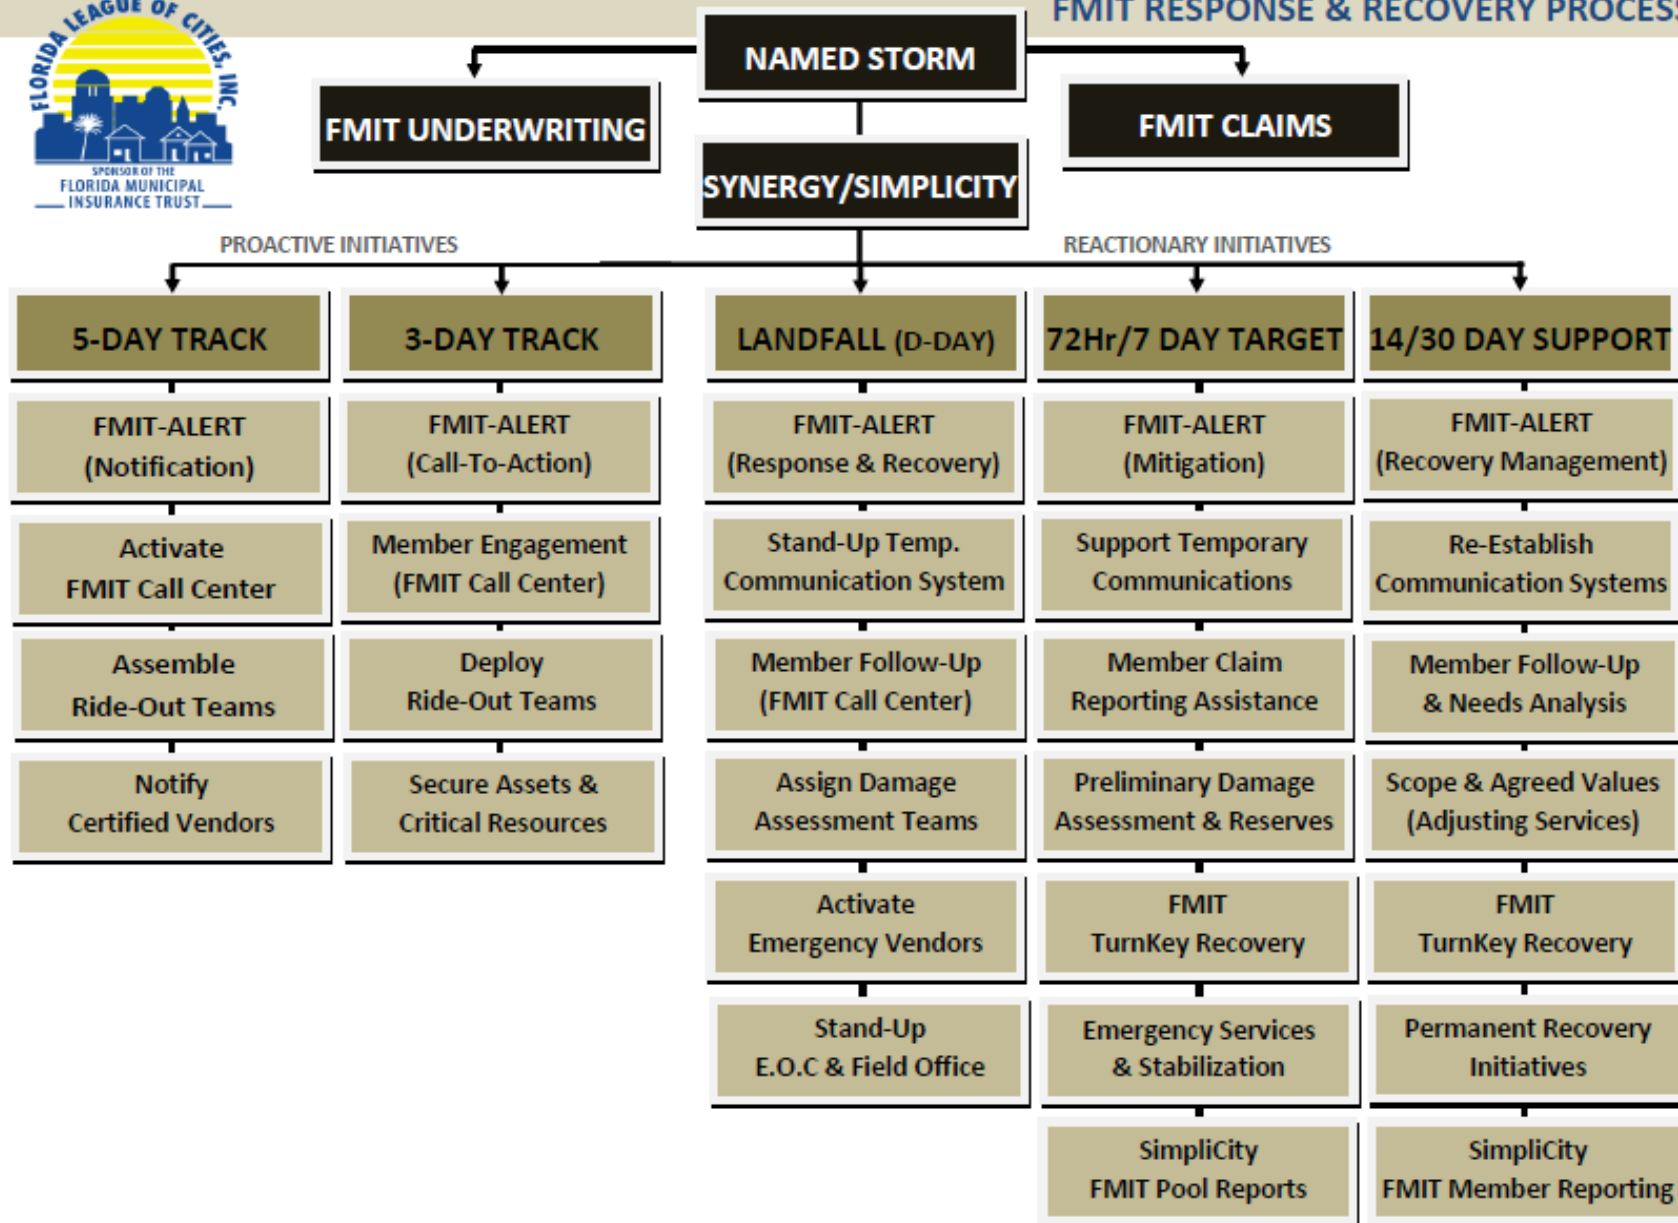 FMIT RESPONSE & RECOVERY PROCESS
FLORIDA LEAGUE OF CITIES, INC.
SPONSOR OF THE
FLORIDA MUNICIPAL
INSURANCE TRUST
NAMED STORM
FMIT UNDERWRITING
FMIT CLAIMS
SYNERGY/SIMPLICITY
PROACTIVE INITIATIVES
REACTIONARY INITIATIVES
5-DAY TRACK
FMIT-ALERT
(Notification)
Activate
FMIT Call Center
Assemble
Ride-Out Teams
Notify
Certified Vendors
3-DAY TRACK
FMIT-ALERT
(Call-To-Action)
Member Engagement
(FMIT Call Center)
Deploy
Ride-Out Teams
Secure Assets &
Critical Resources
LANDFALL (D-DAY)
FMIT-ALERT
(Response & Recovery)
Stand-Up Temp.
Communication System
Member Follow-Up
(FMIT Call Center)
Assign Damage
Assessment Teams
Activate
Emergency Vendors
Stand-Up
E.O.C & Field Office
72Hr/7 DAY TARGET
FMIT-ALERT
(Mitigation)
Support Temporary
Communications
Member Claim
Reporting Assistance
Preliminary Damage
Assessment & Reserves
FMIT
TurnKey Recovery
Emergency Services
& Stabilization
SimpliCity
FMIT Pool Reports
14/30 DAY SUPPORT
FMIT-ALERT
(Recovery Management)
Re-Establish
Communication Systems
Member Follow-Up
& Needs Analysis
Scope & Agreed Values
(Adjusting Services)
FMIT
TurnKey Recovery
Permanent Recovery
Initiatives
SimpliCity
FMIT Member Reporting